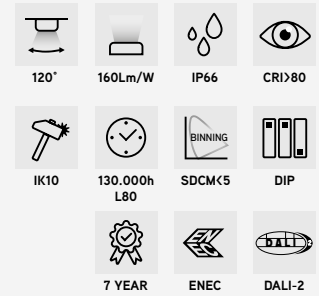 120°
160Lm/W
IP66
CRI>80
BINNING
IK10
130.000h
L80
SDCM<5
DIP
DALI
7 YEAR
ENEC
DALI-2